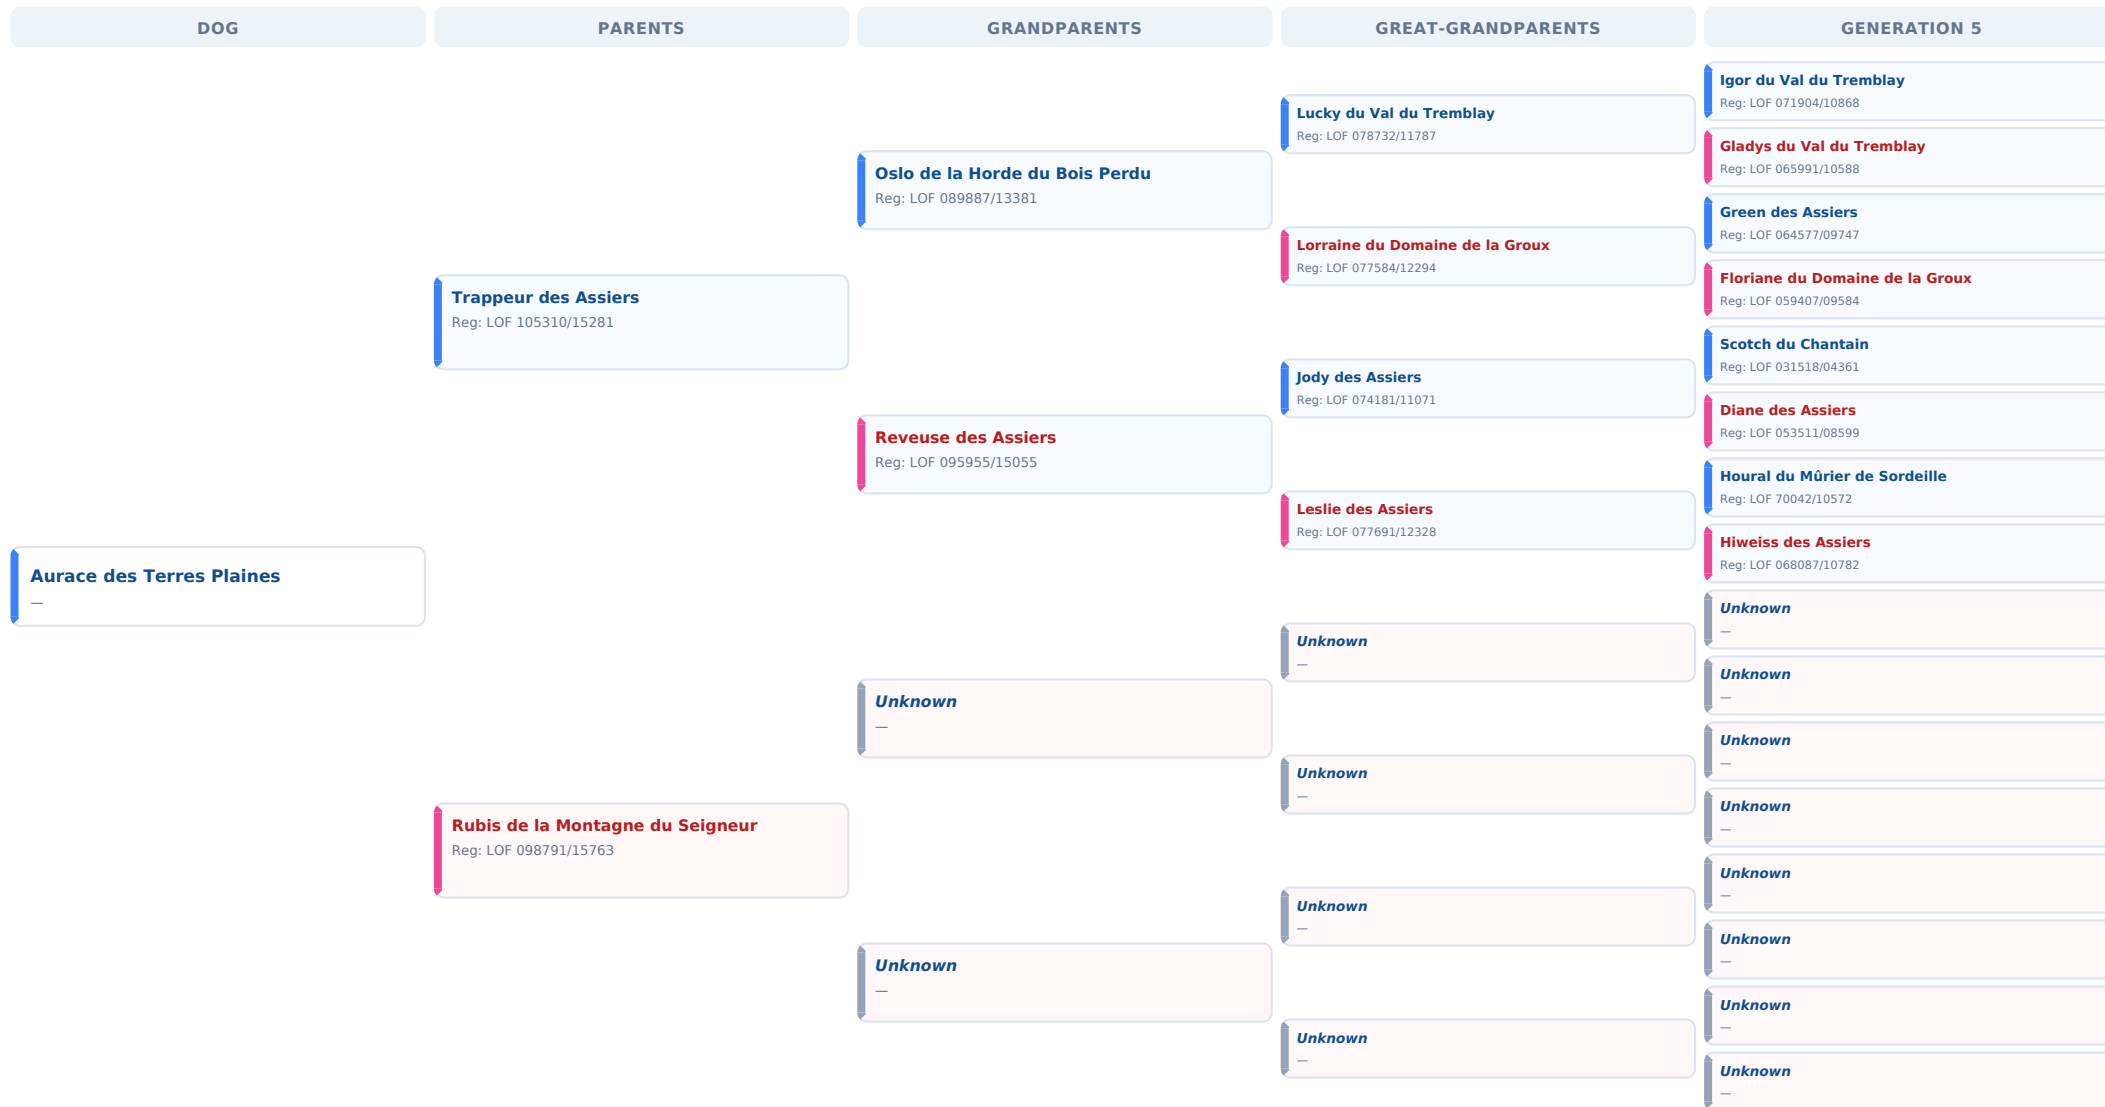 DOG
PARENTS
GRANDPARENTS
GREAT-GRANDPARENTS
GENERATION 5
Aurace des Terres Plaines
—
Trappeur des Assiers
Reg: LOF 105310/15281
Rubis de la Montagne du Seigneur
Reg: LOF 098791/15763
Oslo de la Horde du Bois Perdu
Reg: LOF 089887/13381
Reveuse des Assiers
Reg: LOF 095955/15055
Unknown
—
Unknown
—
Lucky du Val du Tremblay
Reg: LOF 078732/11787
Lorraine du Domaine de la Groux
Reg: LOF 077584/12294
Jody des Assiers
Reg: LOF 074181/11071
Leslie des Assiers
Reg: LOF 077691/12328
Unknown
—
Unknown
—
Unknown
—
Unknown
—
Igor du Val du Tremblay
Reg: LOF 071904/10868
Gladys du Val du Tremblay
Reg: LOF 065991/10588
Green des Assiers
Reg: LOF 064577/09747
Floriane du Domaine de la Groux
Reg: LOF 059407/09584
Scotch du Chantain
Reg: LOF 031518/04361
Diane des Assiers
Reg: LOF 053511/08599
Houral du Mûrier de Sordeille
Reg: LOF 70042/10572
Hiweiss des Assiers
Reg: LOF 068087/10782
Unknown
—
Unknown
—
Unknown
—
Unknown
—
Unknown
—
Unknown
—
Unknown
—
Unknown
—